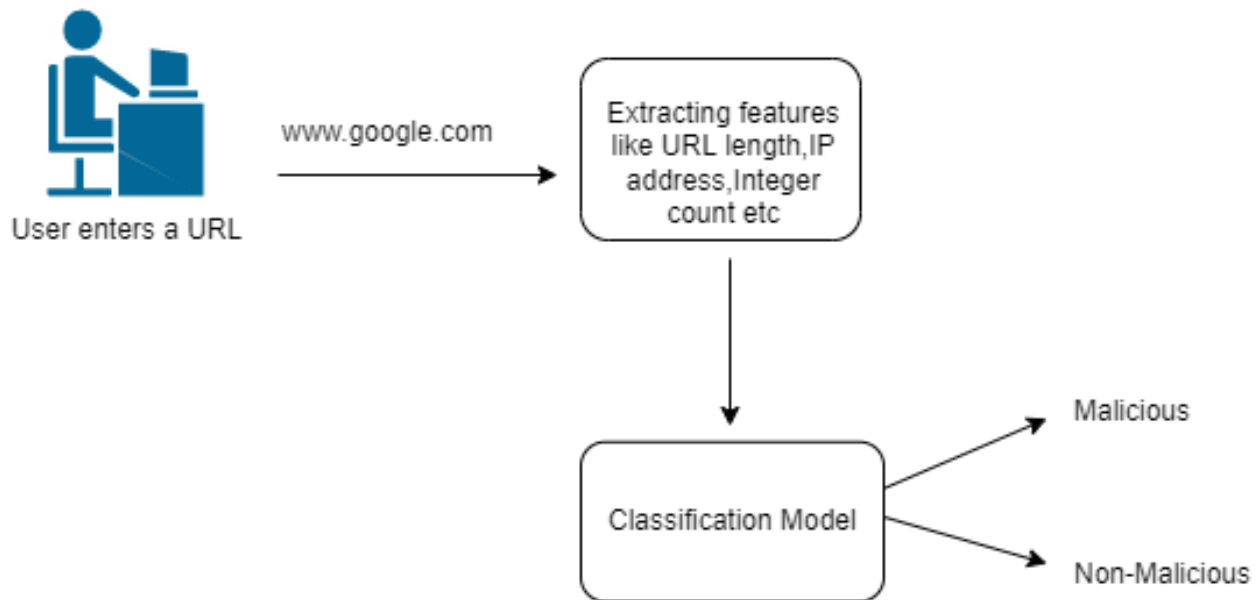 www.google.com
User enters a URL
Extracting features
like URL length,IP
address,Integer
count etc
Classification Model
Malicious
Non-Malicious